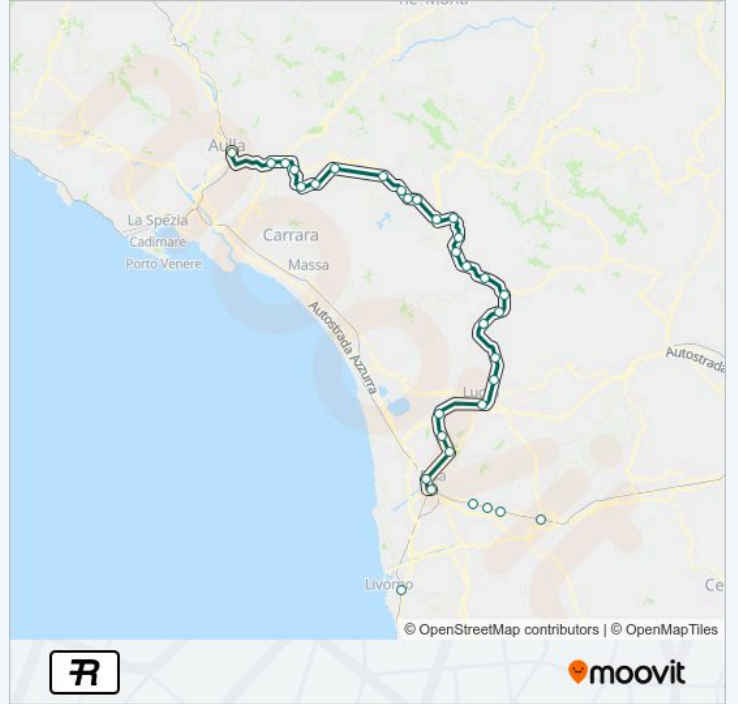 Aulla
La Spezia
Cadimare
Porto Venere
Carrara
Massa
Autostrada Azzurra
Autostrada
Livorno
© OpenStreetMap contributors | © OpenMapTiles
R
moovit